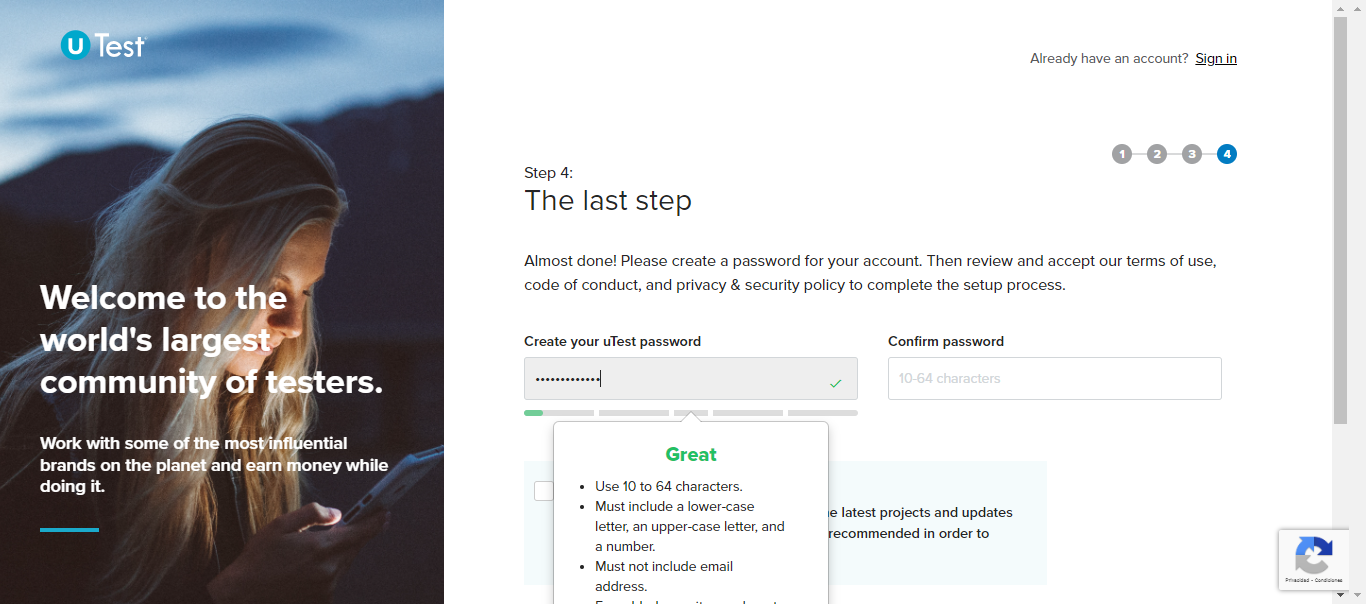 uTest
Already have an account? Sign in
1 2 3 4
Step 4:
The last step
Almost done! Please create a password for your account. Then review and accept our terms of use,
code of conduct, and privacy & security policy to complete the setup process.
Welcome to the
world's largest
community of testers.
Work with some of the most influential
brands on the planet and earn money while
doing it.
Create your uTest password
Confirm password
•••••••••••••
10-64 characters
Great
• Use 10 to 64 characters.
• Must include a lower-case
letter, an upper-case letter, and
a number.
• Must not include email
address.
latest projects and updates
recommended in order to
Privacidad - Condiciones